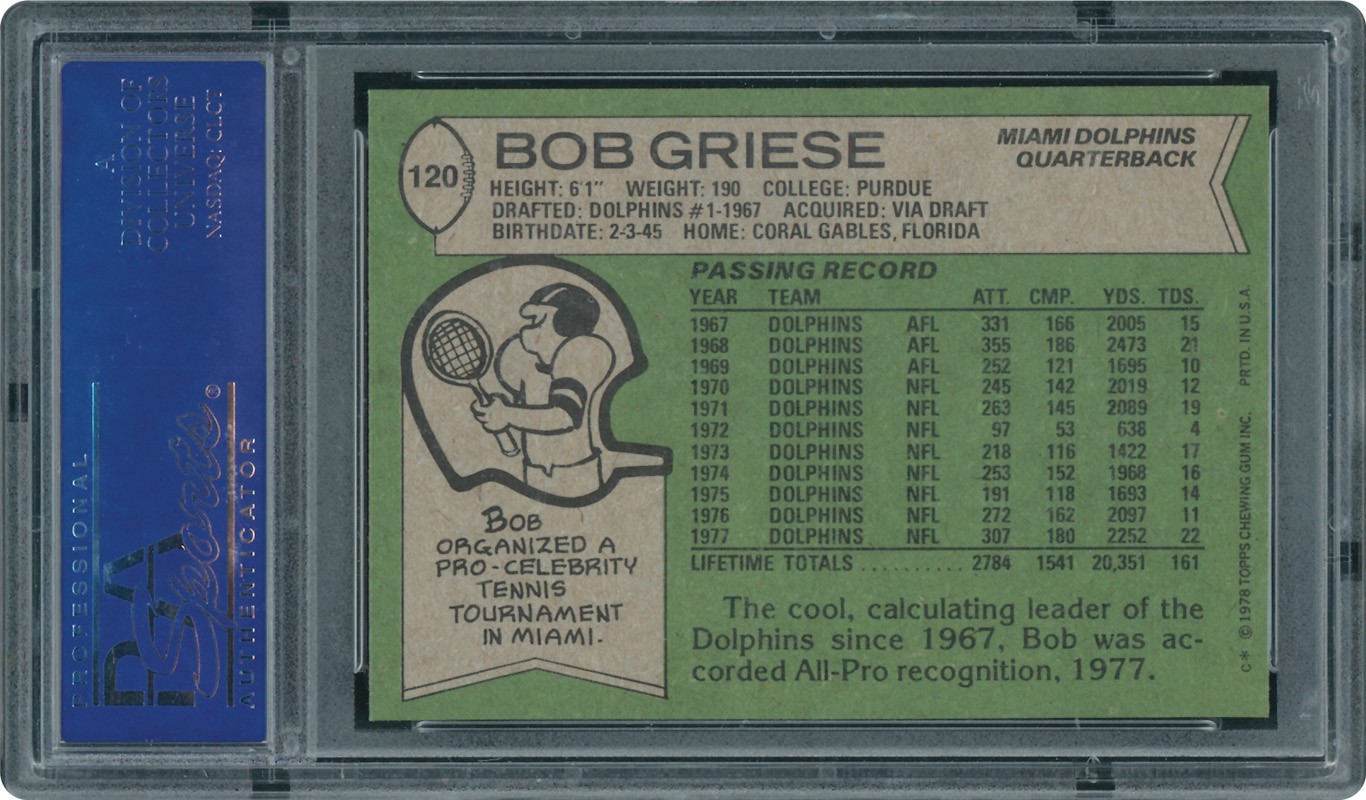 A
DIVISION OF
COLLECTORS
UNIVERSE
NASDAQ: CLCT
PROFESSIONAL
PSA
Sports®
AUTHENTICATOR
120
BOB GRIESE
MIAMI DOLPHINS
QUARTERBACK
HEIGHT: 6'1" WEIGHT: 190 COLLEGE: PURDUE
DRAFTED: DOLPHINS #1-1967 ACQUIRED: VIA DRAFT
BIRTHDATE: 2-3-45 HOME: CORAL GABLES, FLORIDA
BOB
ORGANIZED A
PRO-CELEBRITY
TENNIS
TOURNAMENT
IN MIAMI.
PASSING RECORD
YEAR TEAM ATT. CMP. YDS. TDS.
1967 DOLPHINS AFL 331 166 2005 15
1968 DOLPHINS AFL 355 186 2473 21
1969 DOLPHINS AFL 252 121 1695 10
1970 DOLPHINS NFL 245 142 2019 12
1971 DOLPHINS NFL 263 145 2089 19
1972 DOLPHINS NFL 97 53 638 4
1973 DOLPHINS NFL 218 116 1422 17
1974 DOLPHINS NFL 253 152 1968 16
1975 DOLPHINS NFL 191 118 1693 14
1976 DOLPHINS NFL 272 162 2097 11
1977 DOLPHINS NFL 307 180 2252 22
LIFETIME TOTALS .......... 2784 1541 20,351 161
The cool, calculating leader of the
Dolphins since 1967, Bob was ac-
corded All-Pro recognition, 1977.
C* © 1978 TOPPS CHEWING GUM INC. PRTD. IN U.S.A.